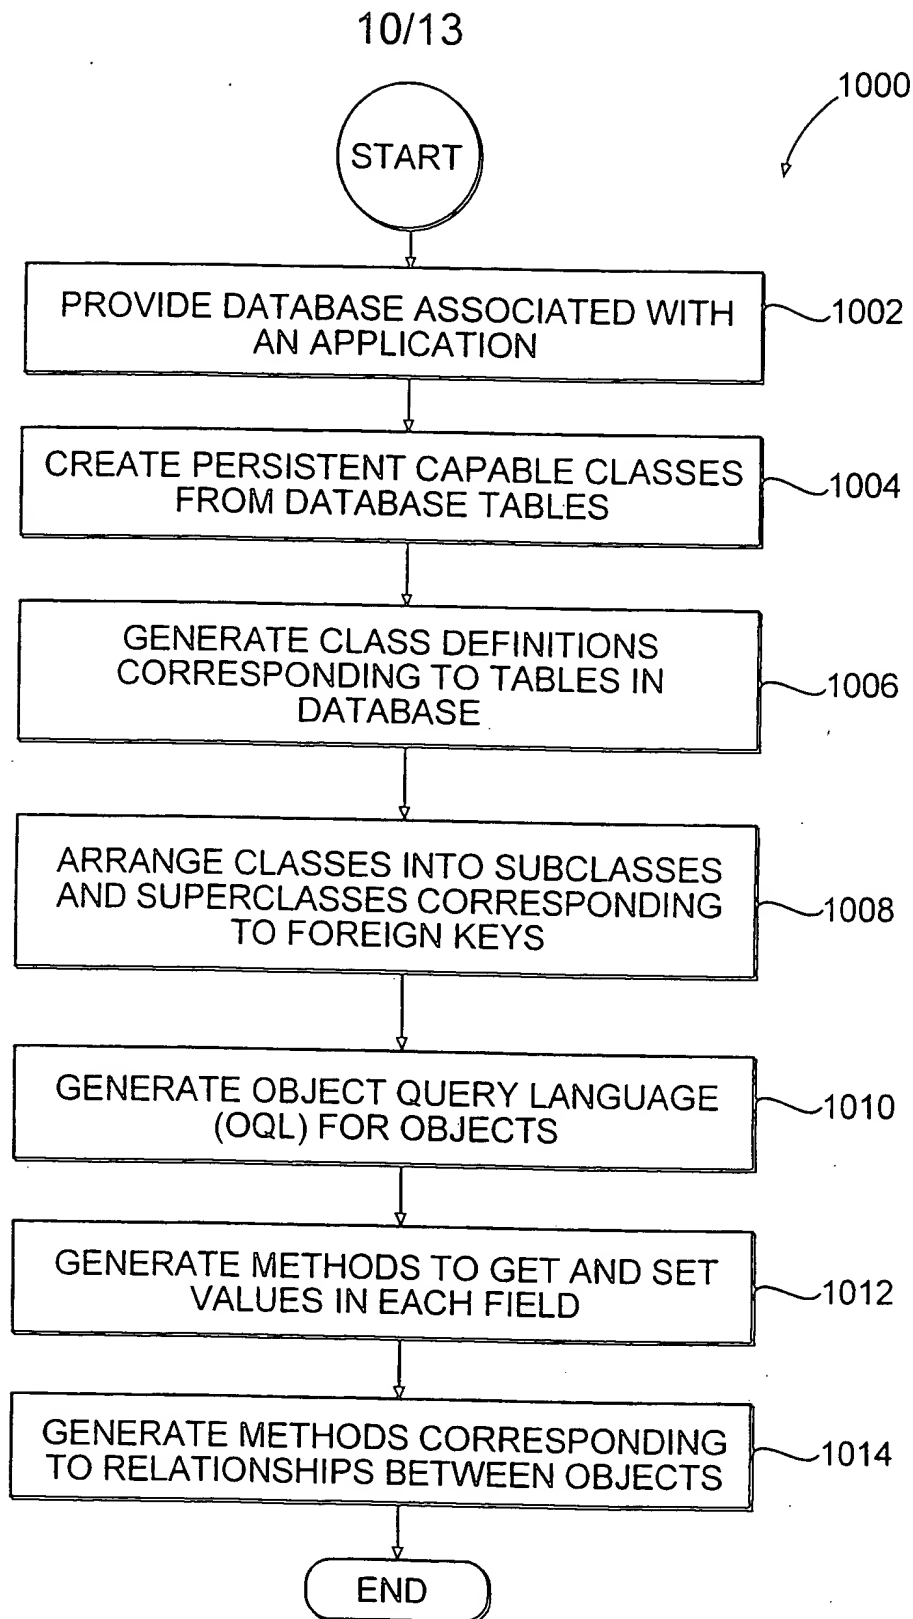 10/13
1000
START
PROVIDE DATABASE ASSOCIATED WITH
AN APPLICATION
1002
CREATE PERSISTENT CAPABLE CLASSES
FROM DATABASE TABLES
1004
GENERATE CLASS DEFINITIONS
CORRESPONDING TO TABLES IN
DATABASE
1006
ARRANGE CLASSES INTO SUBCLASSES
AND SUPERCLASSES CORRESPONDING
TO FOREIGN KEYS
1008
GENERATE OBJECT QUERY LANGUAGE
(OQL) FOR OBJECTS
1010
GENERATE METHODS TO GET AND SET
VALUES IN EACH FIELD
1012
GENERATE METHODS CORRESPONDING
TO RELATIONSHIPS BETWEEN OBJECTS
1014
END